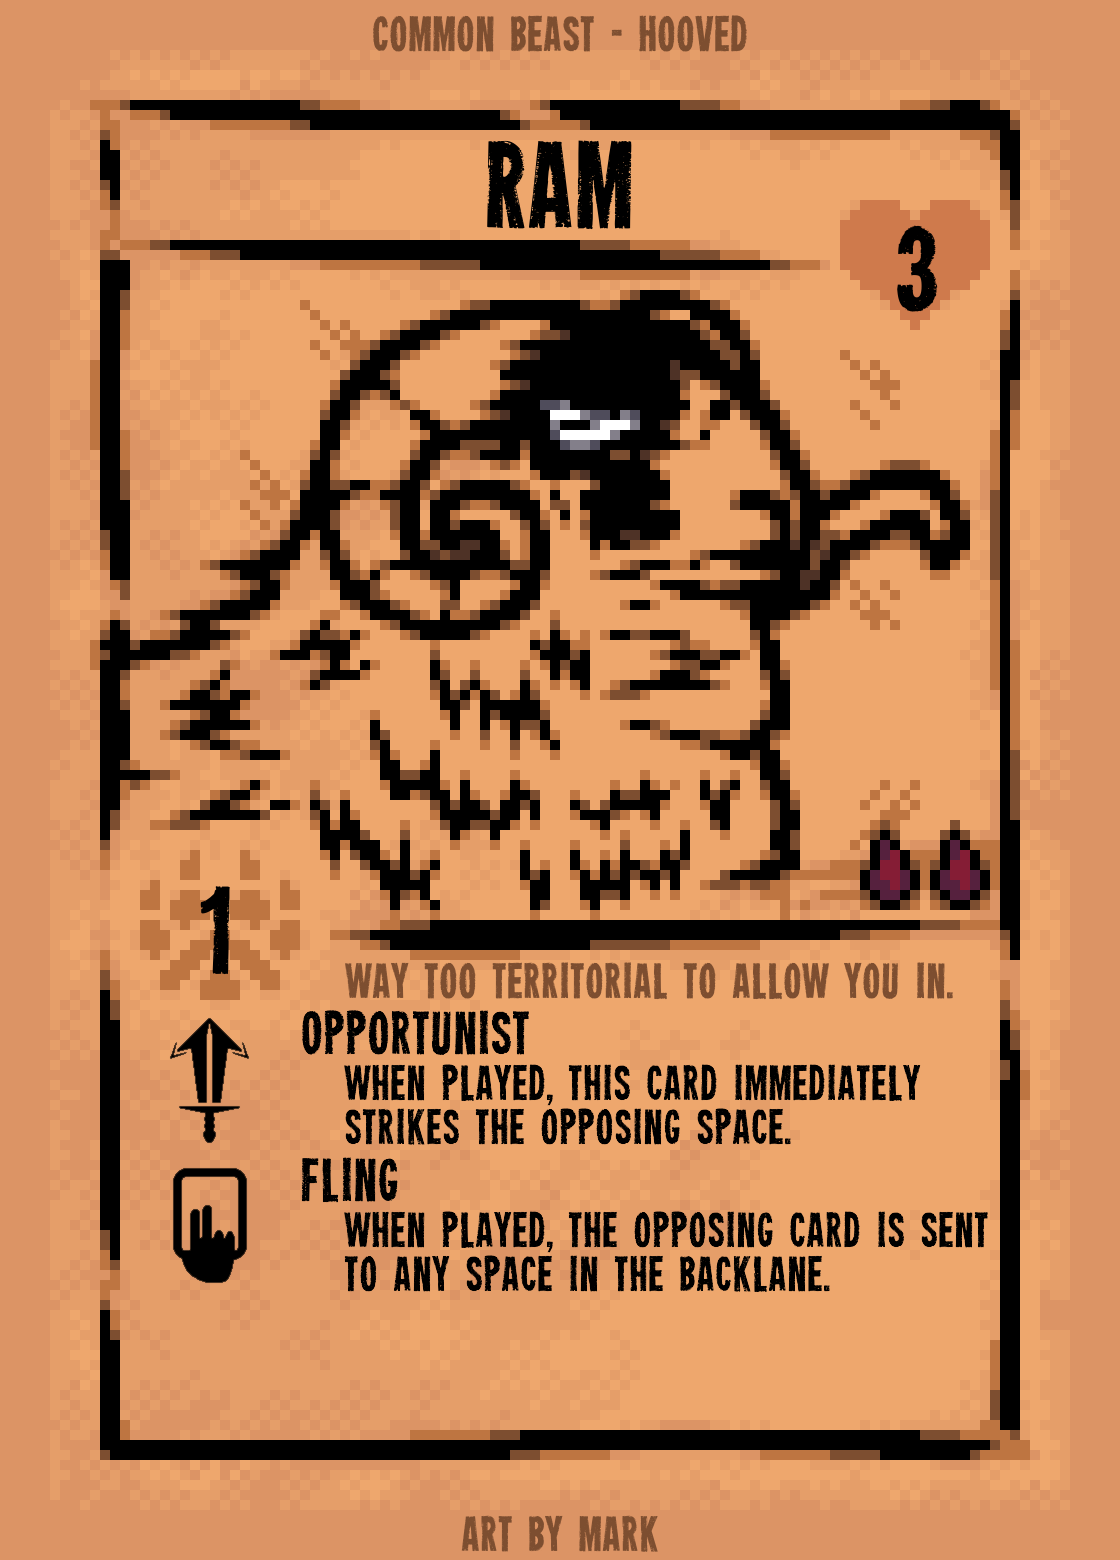 COMMON BEAST - HOOVED
RAM
3
1
WAY TOO TERRITORIAL TO ALLOW YOU IN.
OPPORTUNIST
WHEN PLAYED, THIS CARD IMMEDIATELY
STRIKES THE OPPOSING SPACE.
FLING
WHEN PLAYED, THE OPPOSING CARD IS SENT
TO ANY SPACE IN THE BACKLANE.
ART BY MARK